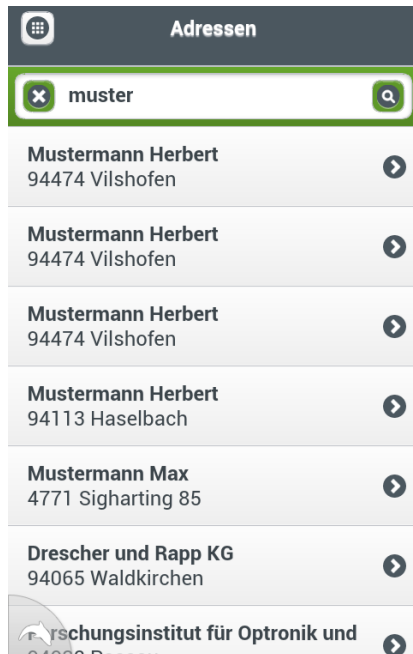 Adressen
muster
Mustermann Herbert
94474 Vilshofen
Mustermann Herbert
94474 Vilshofen
Mustermann Herbert
94474 Vilshofen
Mustermann Herbert
94113 Haselbach
Mustermann Max
4771 Sigharting 85
Drescher und Rapp KG
94065 Waldkirchen
für Optronik und